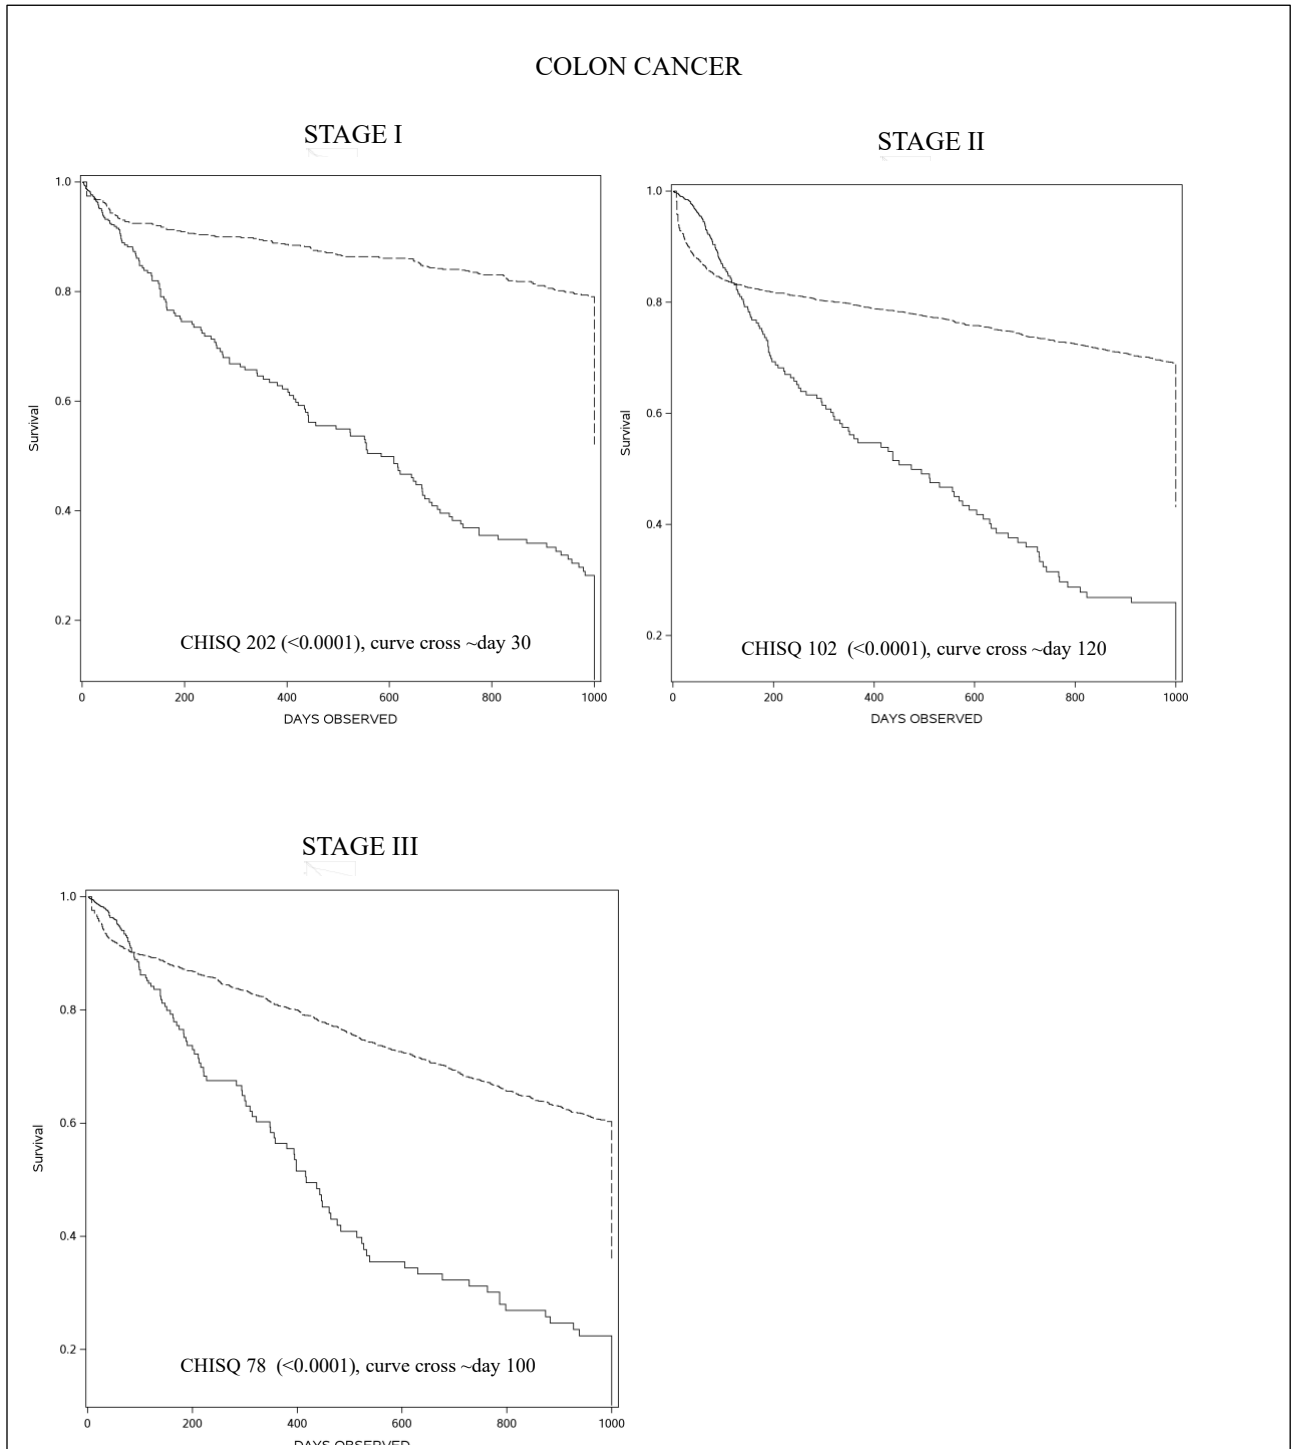 COLON CANCER
STAGE I
1.0
0.8
0.6
0.4
0.2
Survival
CHISQ 202 (<0.0001), curve cross ~day 30
0 200 400 600 800 1000
DAYS OBSERVED
STAGE II
1.0
0.8
0.6
0.4
0.2
Survival
CHISQ 102 (<0.0001), curve cross ~day 120
0 200 400 600 800 1000
DAYS OBSERVED
STAGE III
1.0
0.8
0.6
0.4
0.2
Survival
CHISQ 78 (<0.0001), curve cross ~day 100
0 200 400 600 800 1000
DAYS OBSERVED